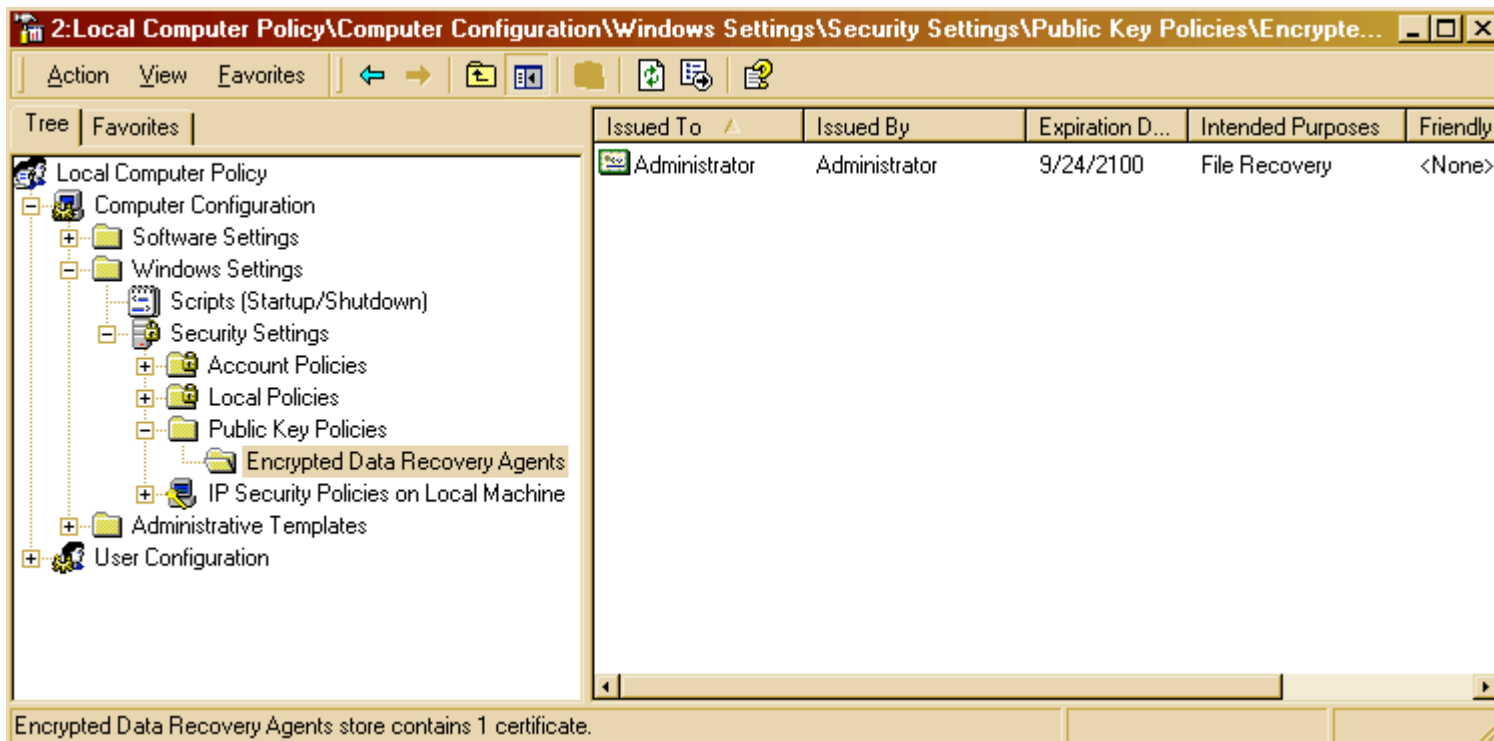 2:Local Computer Policy\Computer Configuration\Windows Settings\Security Settings\Public Key Policies\Encrypte...
Action View Favorites
Tree Favorites
Issued To Issued By Expiration D... Intended Purposes Friendly
Administrator Administrator 9/24/2100 File Recovery <None>
Local Computer Policy
Computer Configuration
Software Settings
Windows Settings
Scripts (Startup/Shutdown)
Security Settings
Account Policies
Local Policies
Public Key Policies
Encrypted Data Recovery Agents
IP Security Policies on Local Machine
Administrative Templates
User Configuration
Encrypted Data Recovery Agents store contains 1 certificate.